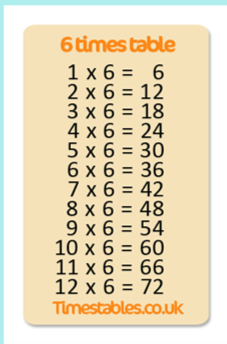 6 times table
1 x 6 = 6
2 x 6 = 12
3 x 6 = 18
4 x 6 = 24
5 x 6 = 30
6 x 6 = 36
7 x 6 = 42
8 x 6 = 48
9 x 6 = 54
10 x 6 = 60
11 x 6 = 66
12 x 6 = 72
Timestables.co.uk